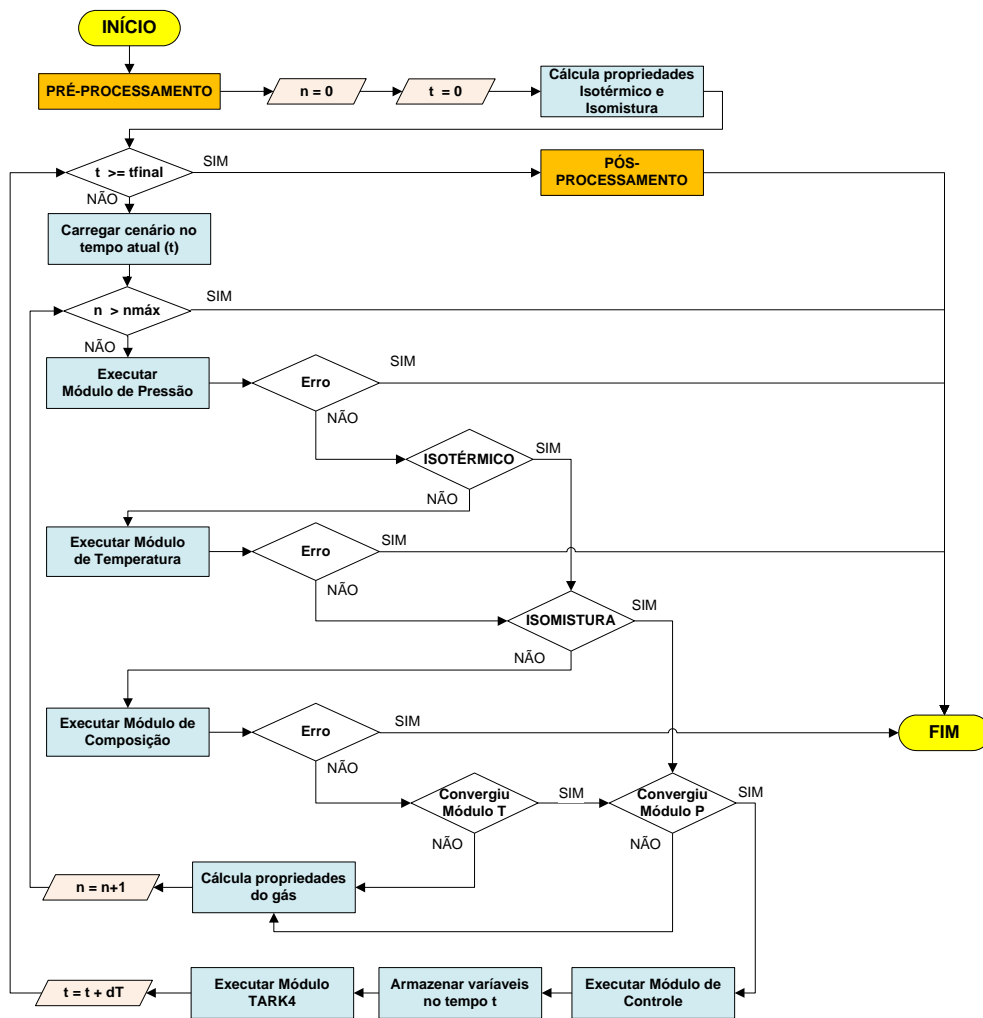 INÍCIO
PRÉ-PROCESSAMENTO
n = 0
t = 0
Cálcula propriedades
Isotérmico e
Isomistura
t >= tfinal
SIM
PÓS-
PROCESSAMENTO
NÃO
Carregar cenário no
tempo atual (t)
n > nmáx
SIM
NÃO
Executar
Módulo de Pressão
Erro
SIM
NÃO
ISOTÉRMICO
SIM
NÃO
Executar Módulo
de Temperatura
Erro
SIM
NÃO
ISOMISTURA
SIM
NÃO
Executar Módulo de
Composição
Erro
SIM
FIM
NÃO
Convergiu
Módulo T
SIM
Convergiu
Módulo P
SIM
NÃO
NÃO
n = n+1
Cálcula propriedades
do gás
t = t + dT
Executar Módulo
TARK4
Armazenar varíaveis
no tempo t
Executar Módulo de
Controle